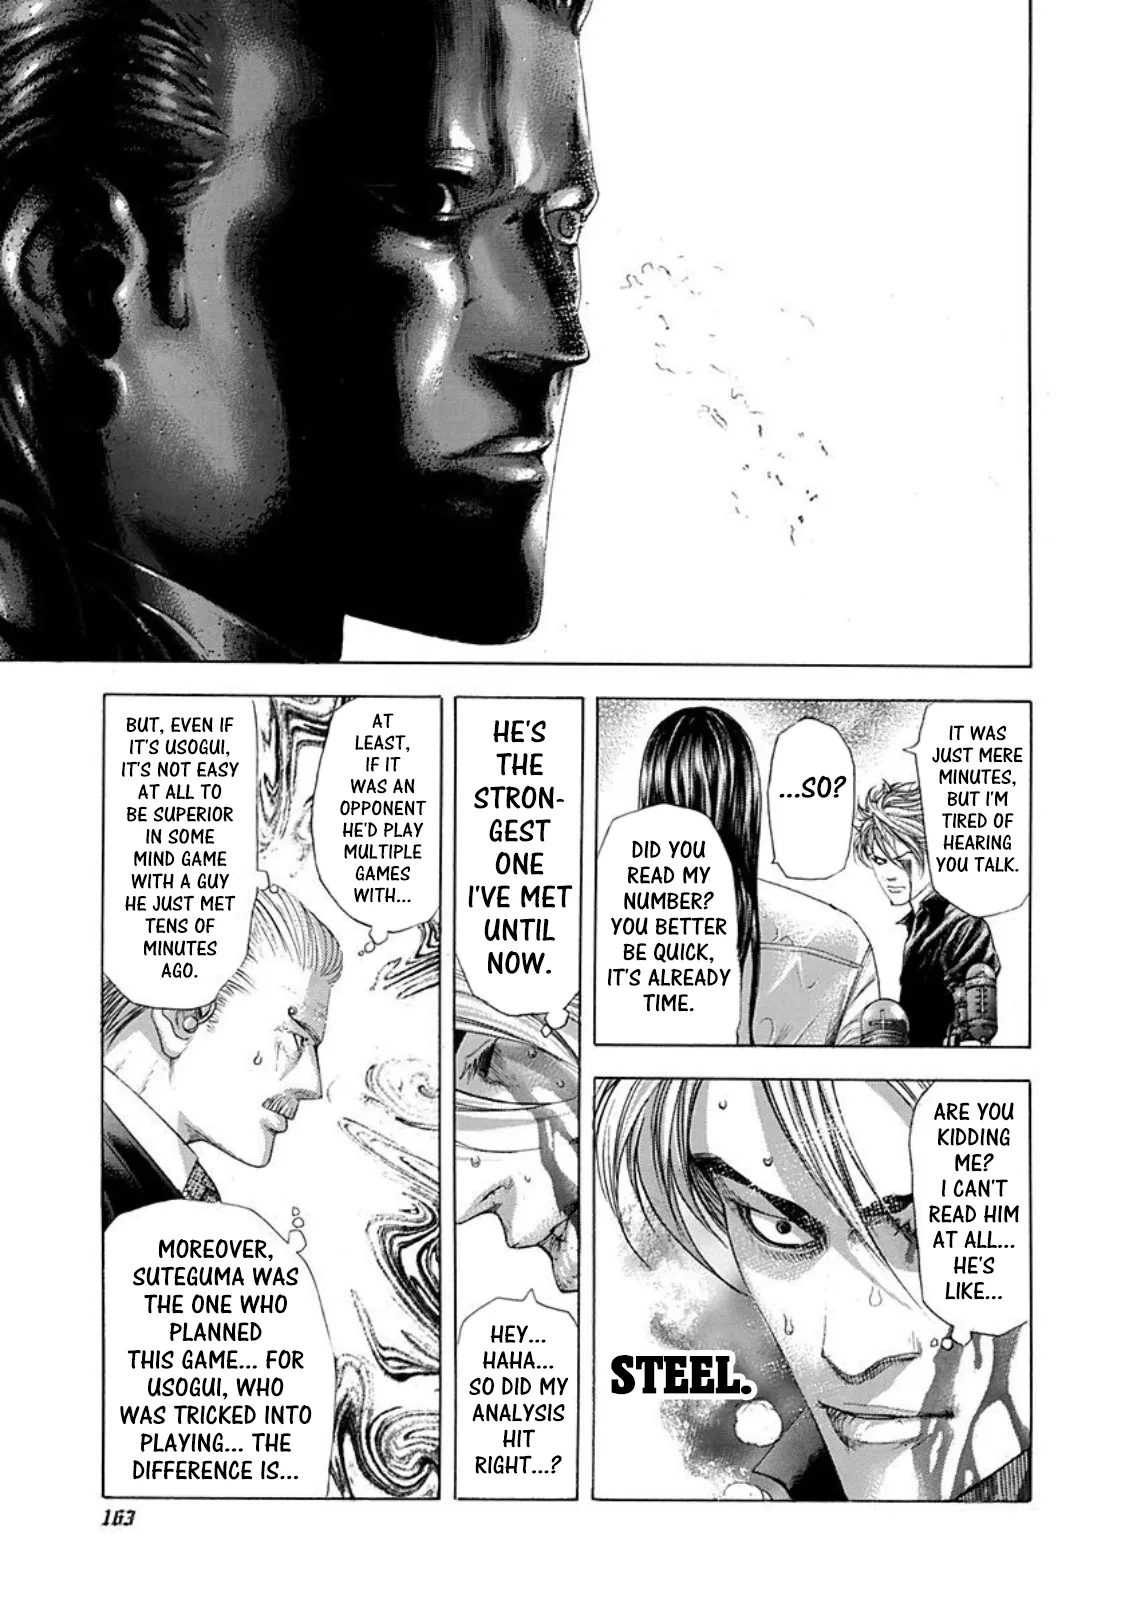 IT WAS
JUST MERE
MINUTES,
BUT I'M
TIRED OF
HEARING
YOU TALK.
...SO?
DID YOU
READ MY
NUMBER?
YOU BETTER
BE QUICK,
IT'S ALREADY
TIME.
ARE YOU
KIDDING
ME?
I CAN'T
READ HIM
AT ALL...
HE'S
LIKE...
STEEL.
HE'S
THE
STRON-
GEST
ONE
I'VE MET
UNTIL
NOW.
HEY...
HAHA...
SO DID MY
ANALYSIS
HIT
RIGHT...?
AT
LEAST,
IF IT
WAS AN
OPPONENT
HE'D PLAY
MULTIPLE
GAMES
WITH...
BUT, EVEN IF
IT'S USOGUI,
IT'S NOT EASY
AT ALL TO
BE SUPERIOR
IN SOME
MIND GAME
WITH A GUY
HE JUST MET
TENS OF
MINUTES
AGO.
MOREOVER,
SUTEGUMA WAS
THE ONE WHO
PLANNED
THIS GAME... FOR
USOGUI, WHO
WAS TRICKED INTO
PLAYING... THE
DIFFERENCE IS...
163